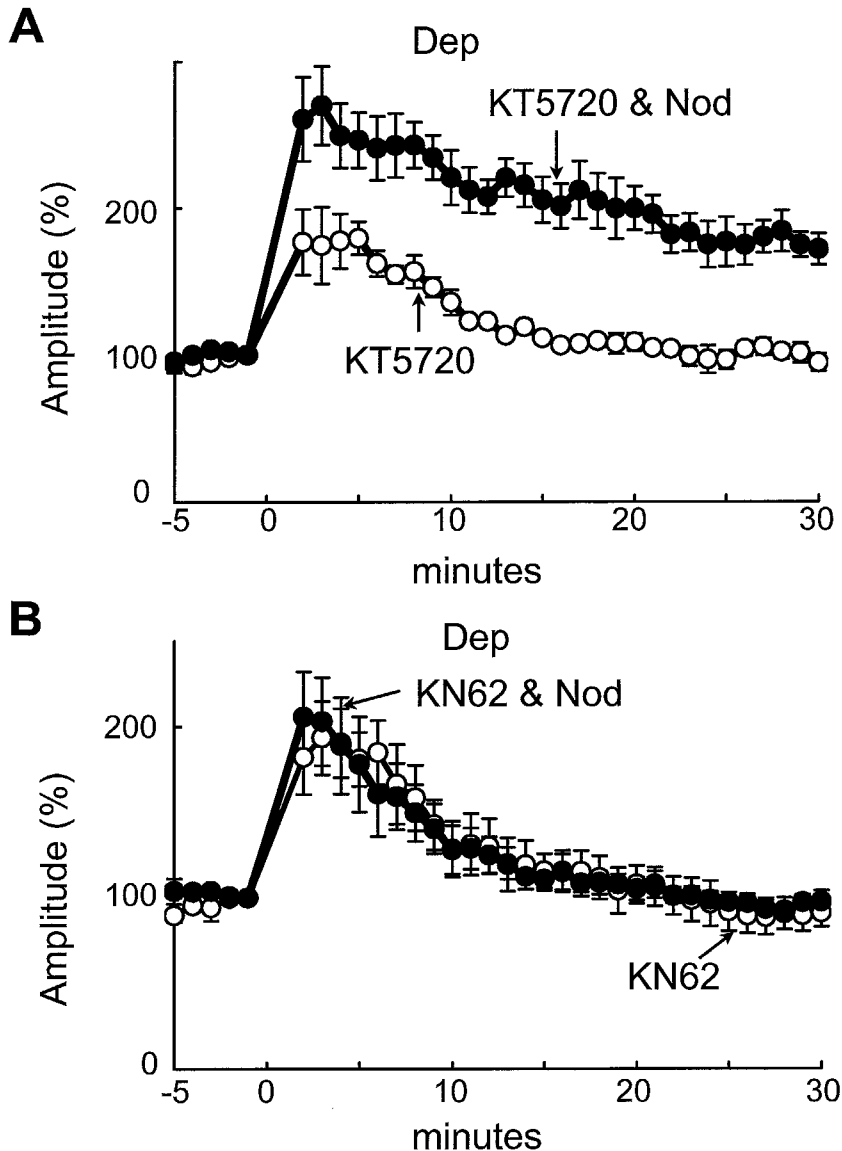 A
Dep
KT5720 & Nod
Amplitude (%)
200
100
0
KT5720
-5 0 10 20 30
minutes
B
Dep
KN62 & Nod
Amplitude (%)
200
100
0
KN62
-5 0 10 20 30
minutes